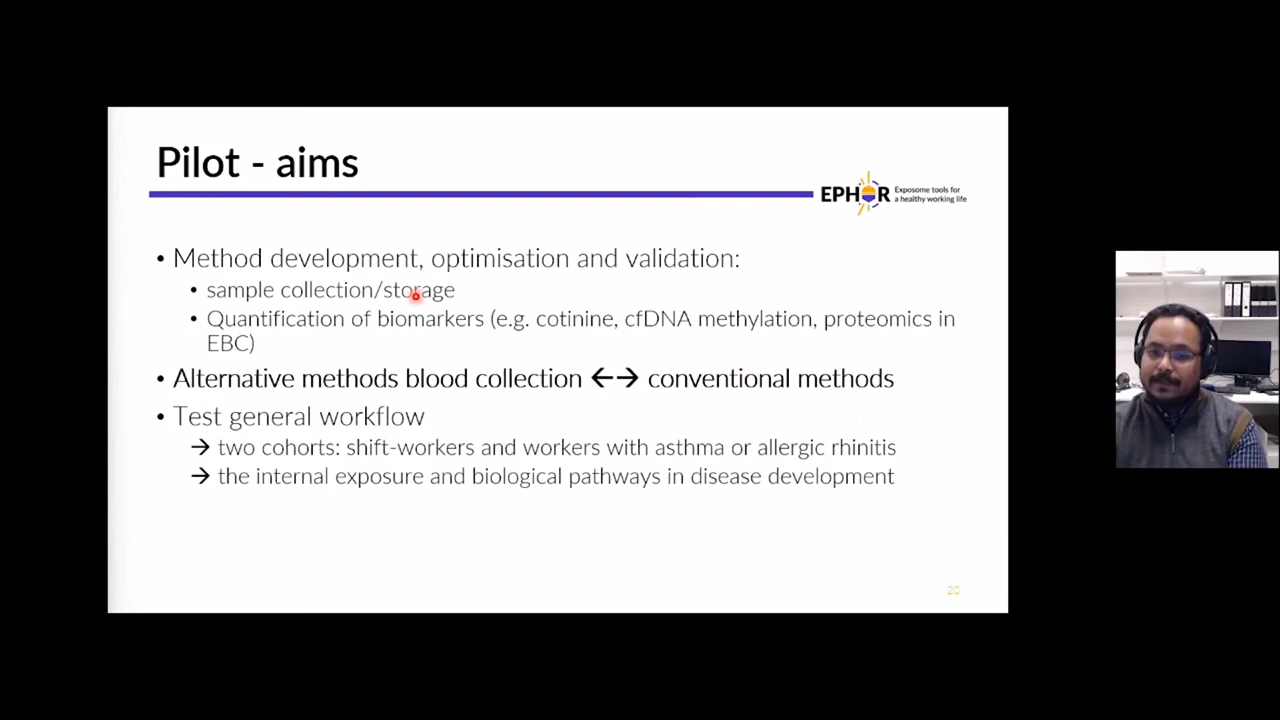 Pilot - aims
EPHOR
Exposome tools for
a healthy working life
• Method development, optimisation and validation:
• sample collection/storage
• Quantification of biomarkers (e.g. cotinine, cfDNA methylation, proteomics in
EBC)
• Alternative methods blood collection ←→ conventional methods
• Test general workflow
→ two cohorts: shift-workers and workers with asthma or allergic rhinitis
→ the internal exposure and biological pathways in disease development
20